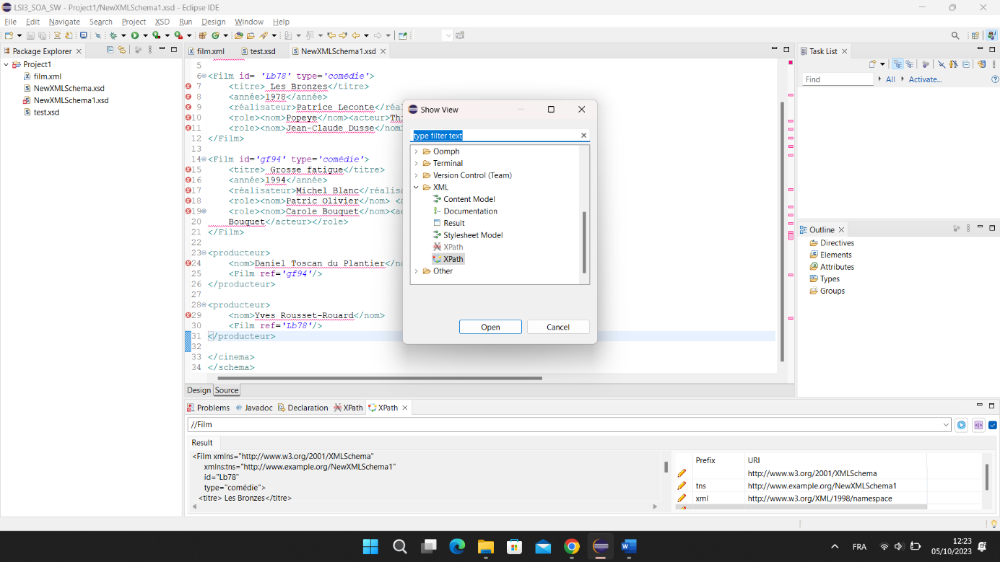 LSI3_SOA_SW - Project1/NewXMLSchema1.xsd - Eclipse IDE
File Edit Navigate Search Project XSD Run Design Window Help
Package Explorer
Project1
film.xml
NewXMLSchema.xsd
NewXMLSchema1.xsd
test.xsd
film.xml test.xsd NewXMLSchema1.xsd
5
6 <Film id= 'Lb78' type='comédie'>
7 <titre> Les Bronzes</titre>
8 <année>1978</année>
9 <réalisateur>Patrice Leconte</réal
10 <role><nom>Popeye</nom><acteur>Thi
11 <role><nom>Jean-Claude Dusse</nom>
12 </Film>
13
14 <Film id='gf94' type='comédie'>
15 <titre> Grosse fatigue</titre>
16 <année>1994</année>
17 <réalisateur>Michel Blanc</réalisa
18 <role><nom>Patric Olivier</nom> <a
19 <role><nom>Carole Bouquet</nom><ac
20 Bouquet</acteur></role>
21 </Film>
22
23 <producteur>
24 <nom>Daniel Toscan du Plantier</no
25 <Film ref='gf94'/>
26 </producteur>
27
28 <producteur>
29 <nom>Yves Rousset-Rouard</nom>
30 <Film ref='Lb78'/>
31 </producteur>
32
33 </cinema>
34 </schema>
Design Source
Show View
type filter text
Oomph
Terminal
Version Control (Team)
XML
Content Model
Documentation
Result
Stylesheet Model
XPath
XPath
Other
Open Cancel
Task List
Find All Activate...
Outline
Directives
Elements
Attributes
Types
Groups
Problems Javadoc Declaration XPath XPath
//Film
Result
<Film xmlns="http://www.w3.org/2001/XMLSchema"
xmlns:tns="http://www.example.org/NewXMLSchema1"
id="Lb78"
type="comédie">
<titre> Les Bronzes</titre>
Prefix URI
http://www.w3.org/2001/XMLSchema
tns http://www.example.org/NewXMLSchema1
xml http://www.w3.org/XML/1998/namespace
FRA
12:23
05/10/2023